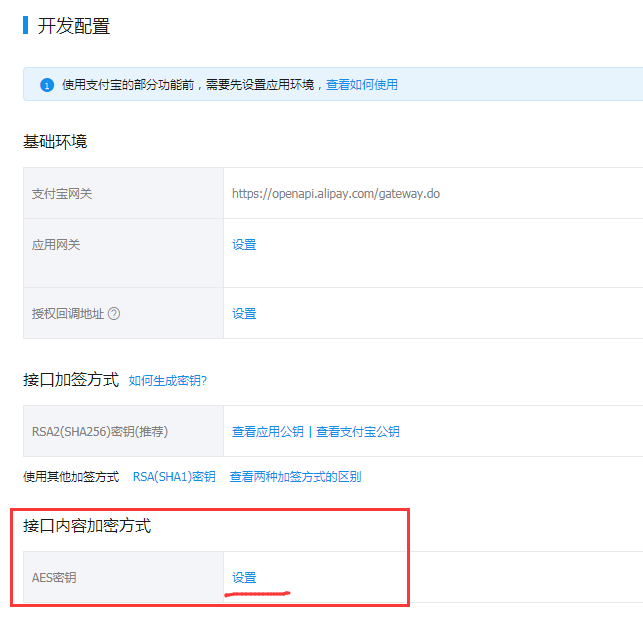 开发配置
使用支付宝的部分功能前，需要先设置应用环境，查看如何使用
基础环境
支付宝网关 https://openapi.alipay.com/gateway.do
应用网关 设置
授权回调地址 设置
接口加签方式 如何生成密钥?
RSA2(SHA256)密钥(推荐) 查看应用公钥 | 查看支付宝公钥
使用其他加签方式 RSA(SHA1)密钥 查看两种加签方式的区别
接口内容加密方式
AES密钥 设置